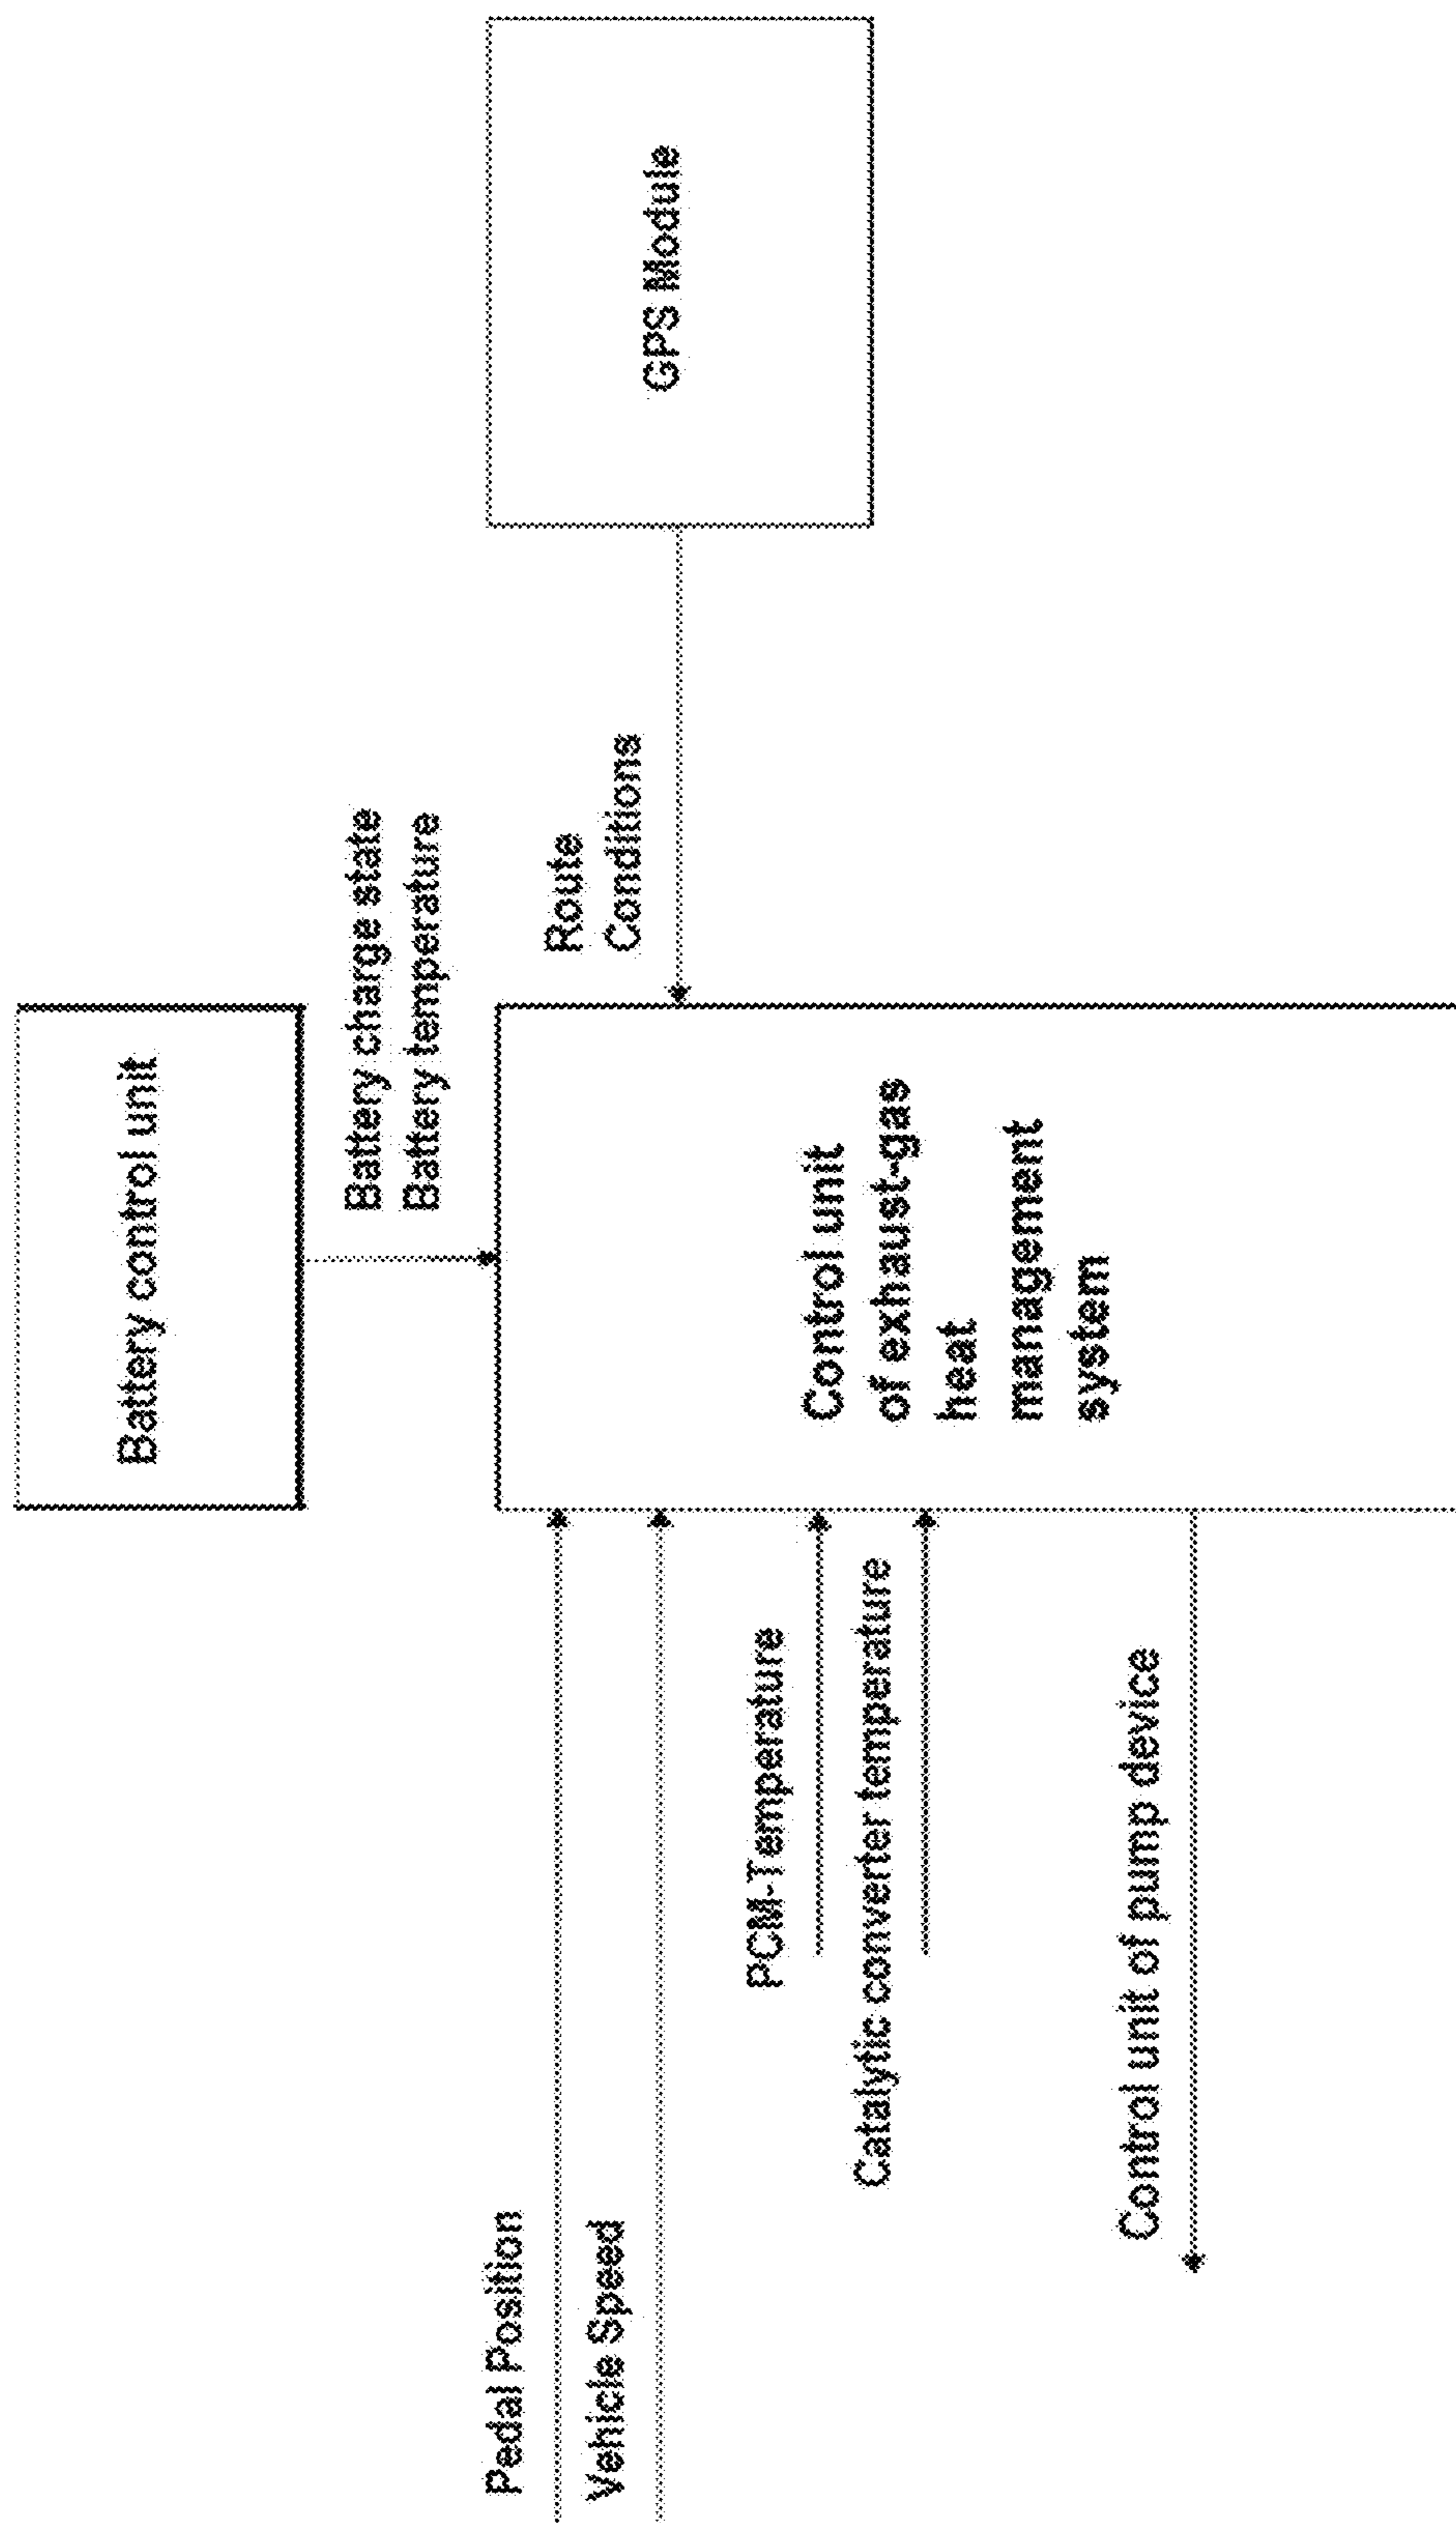 Battery control unit
Battery charge state
Battery temperature
Pedal Position
Vehicle Speed
Route
Conditions
GPS Module
PCM-Temperature
Catalytic converter temperature
Control unit
of exhaust-gas
heat
management
system
Control unit of pump device